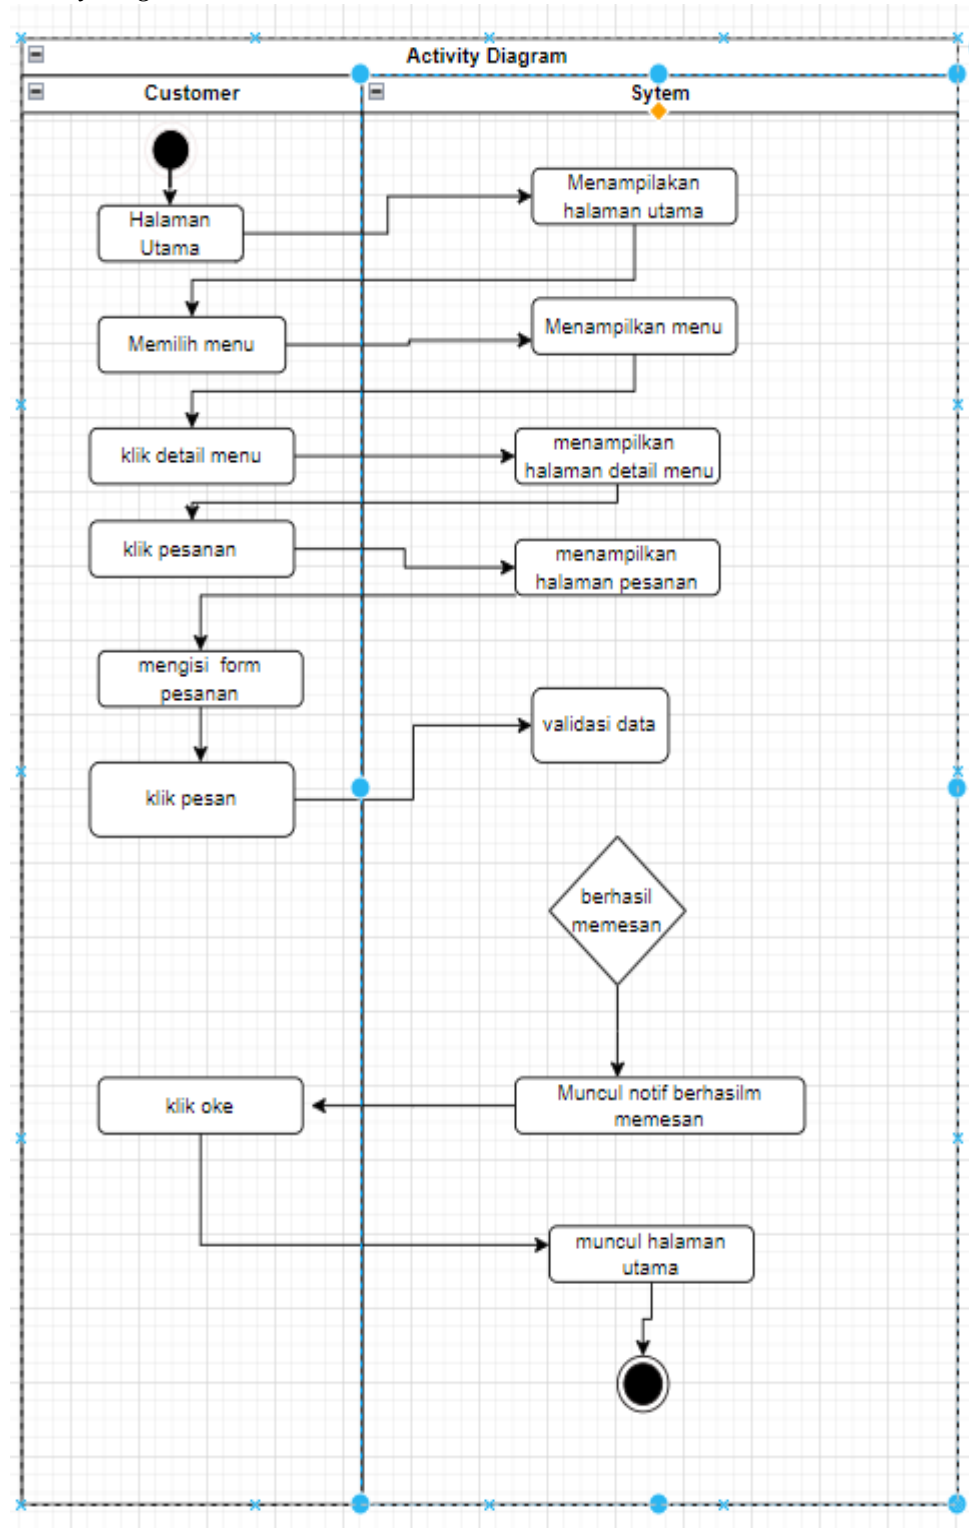 Activity Diagram
Customer
Sytem
Halaman
Utama
Menampilakan
halaman utama
Memilih menu
Menampilkan menu
klik detail menu
menampilkan
halaman detail menu
klik pesanan
menampilkan
halaman pesanan
mengisi form
pesanan
validasi data
klik pesan
berhasil
memesan
klik oke
Muncul notif berhasilm
memesan
muncul halaman
utama